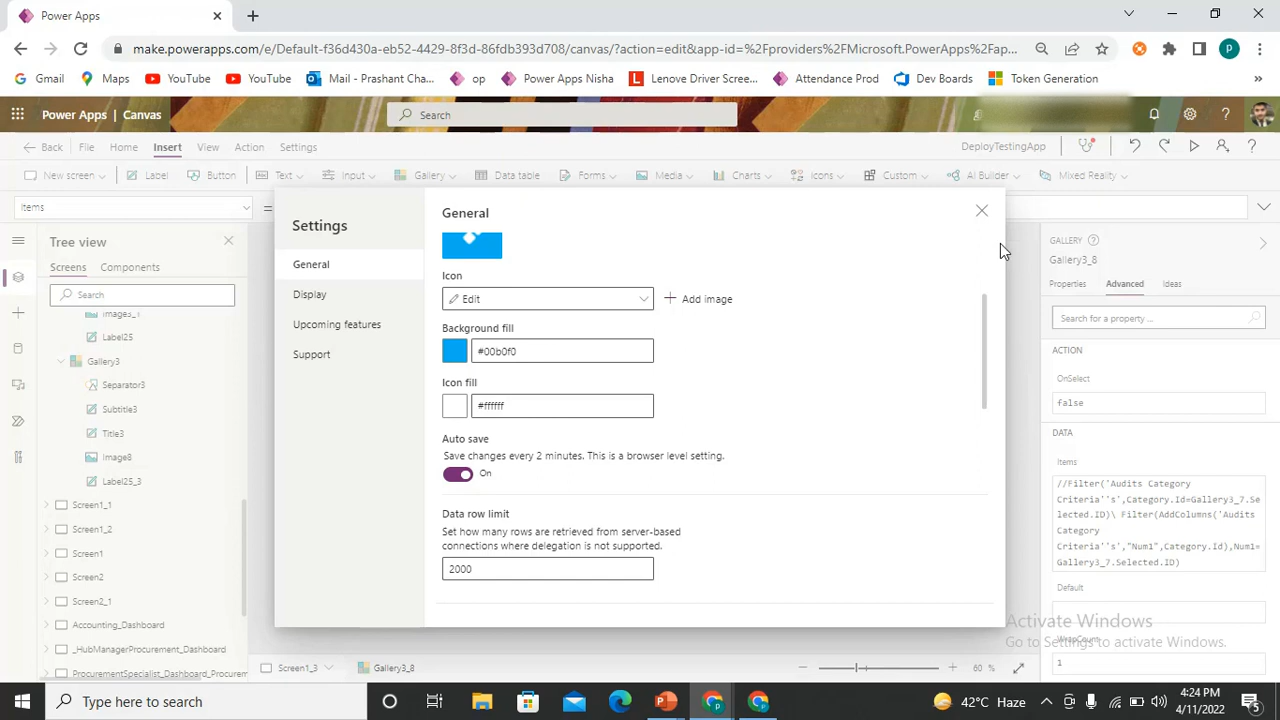 Power Apps
make.powerapps.com/e/Default-f36d430a-eb52-4429-8f3d-86fdb3193d708/canvas/?action=edit&app-id=%2Fproviders%2FMicrosoft.PowerApps%2Fap...
Gmail Maps YouTube YouTube Mail - Prashant Cha... op Power Apps Nisha Lenove Driver Scree... Attendance Prod Dev Boards Token Generation »
Power Apps | Canvas Search
Back File Home Insert View Action Settings DeployTestingApp
New screen Label Button Text Input Gallery Data table Forms Media Charts Icons Custom AI Builder Mixed Reality
Items =
Tree view
Screens Components
Search
Image3_1
Label25
Gallery3
Separator3
Subtitle3
Title3
Image8
Label25_3
Screen1_1
Screen1_2
Screen1
Screen2
Screen2_1
Accounting_Dashboard
_HubManagerProcurement_Dashboard
ProcurementSpecialist_Dashboard_Procurem
Settings
General
Display
Upcoming features
Support
General
Icon
Edit Add image
Background fill
#00b0f0
Icon fill
#ffffff
Auto save
Save changes every 2 minutes. This is a browser level setting.
On
Data row limit
Set how many rows are retrieved from server-based
connections where delegation is not supported.
2000
GALLERY
Gallery3_8
Properties Advanced Ideas
Search for a property ...
ACTION
OnSelect
false
DATA
Items
//Filter('Audits Category
Criteria''s',Category.Id=Gallery3_7.Se
lected.ID)\ Filter(AddColumns('Audits
Category
Criteria''s',"Num1",Category.Id),Num1=
Gallery3_7.Selected.ID)
Default
WrapCount
1
Activate Windows
Go to Settings to activate Windows.
Screen1_3 Gallery3_8 60 %
Type here to search
42°C Haze
4:24 PM
4/11/2022
5